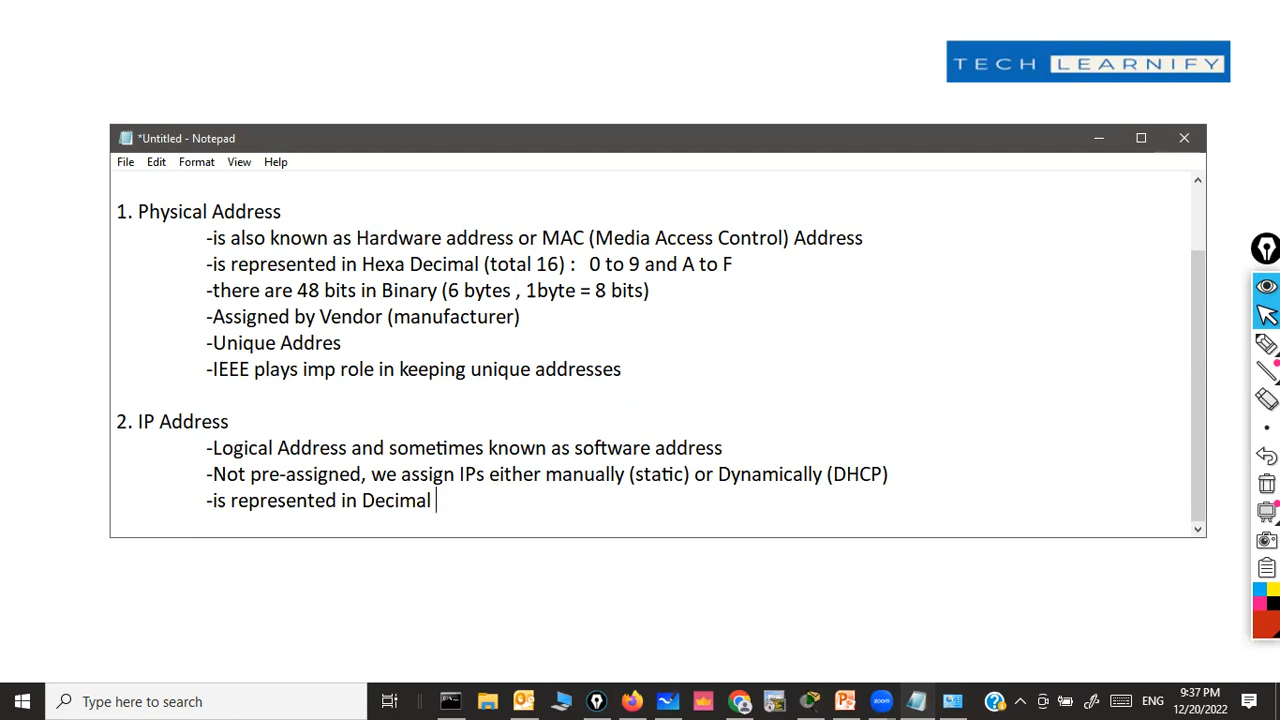 TECH LEARNIFY
*Untitled - Notepad
File Edit Format View Help
1. Physical Address
-is also known as Hardware address or MAC (Media Access Control) Address
-is represented in Hexa Decimal (total 16) : 0 to 9 and A to F
-there are 48 bits in Binary (6 bytes , 1byte = 8 bits)
-Assigned by Vendor (manufacturer)
-Unique Addres
-IEEE plays imp role in keeping unique addresses
2. IP Address
-Logical Address and sometimes known as software address
-Not pre-assigned, we assign IPs either manually (static) or Dynamically (DHCP)
-is represented in Decimal
Type here to search
zoom
ENG
9:37 PM
12/20/2022